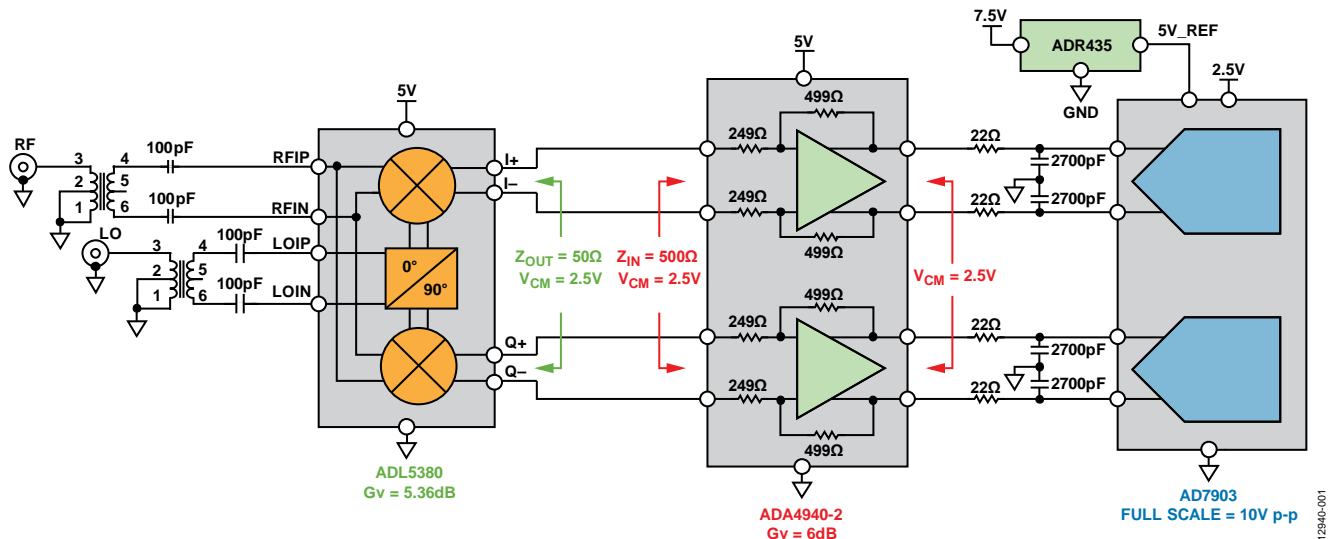 7.5V
ADR435
5V_REF
2.5V
GND
5V
5V
RF
3
2
1
4
5
6
100pF
100pF
RFIP
RFIN
LO
3
2
1
4
5
6
100pF
100pF
LOIP
LOIN
0°
90°
I+
I–
Q+
Q–
ZOUT = 50Ω
VCM = 2.5V
ZIN = 500Ω
VCM = 2.5V
499Ω
249Ω
249Ω
499Ω
499Ω
249Ω
249Ω
499Ω
VCM = 2.5V
22Ω
22Ω
2700pF
2700pF
22Ω
22Ω
2700pF
2700pF
ADL5380
Gv = 5.36dB
ADA4940-2
Gv = 6dB
AD7903
FULL SCALE = 10V p-p
12940-001